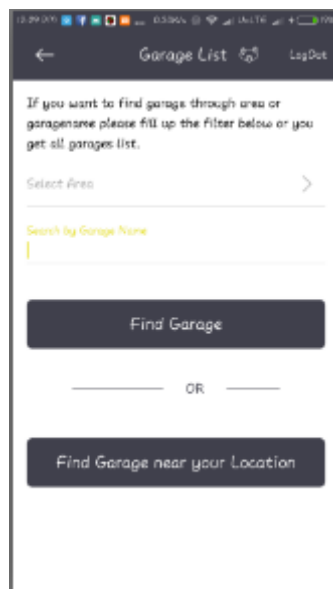 Garage List LogOut
If you want to find garage through area or
garagename please fill up the filter below or you
get all garages list.
Select Area
Search by Garage Name
Find Garage
OR
Find Garage near your Location